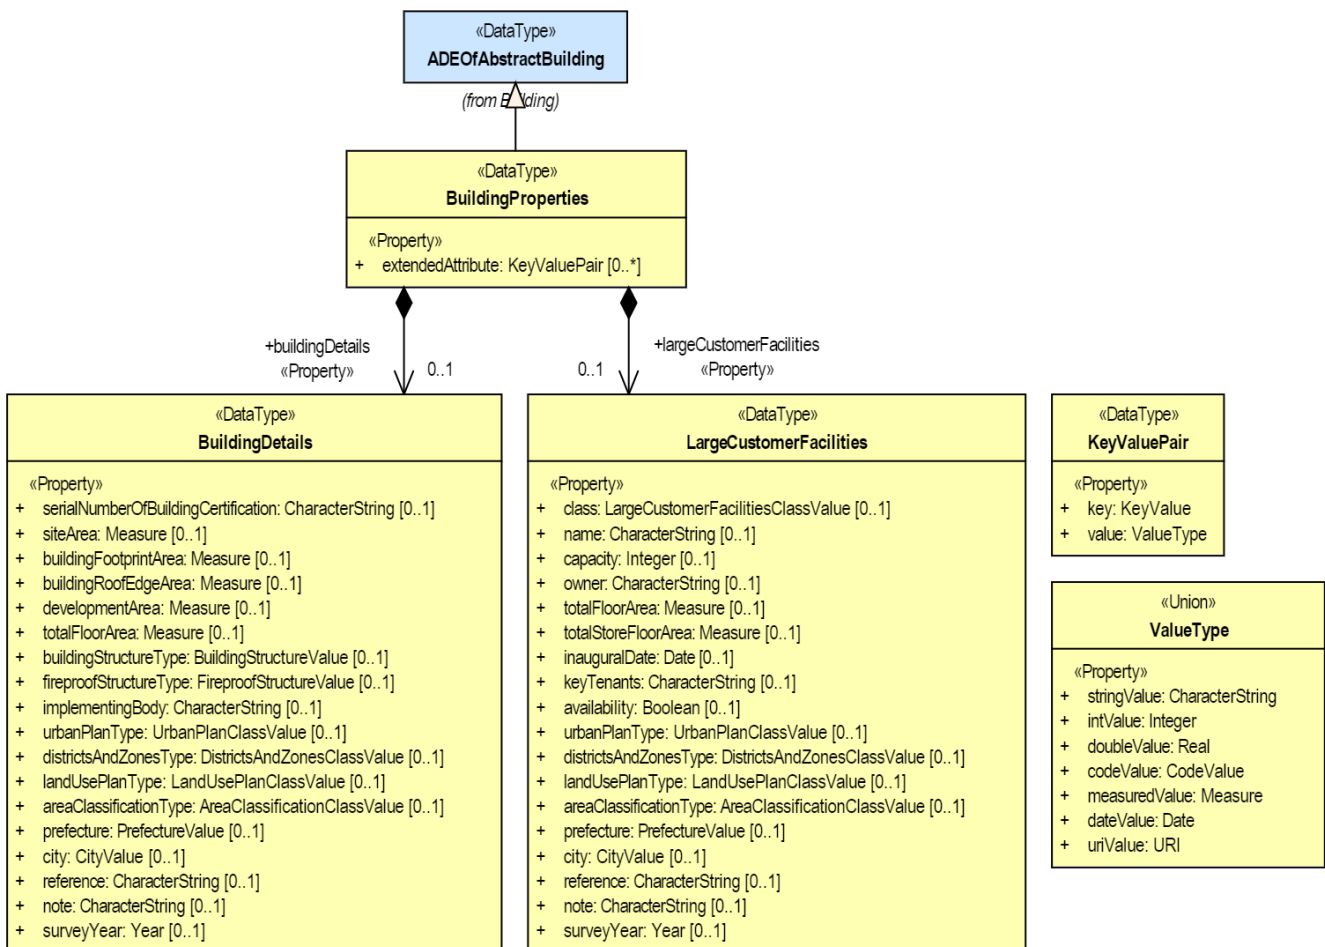 «DataType»
ADEOfAbstractBuilding
(from Building)
«DataType»
BuildingProperties
«Property»
+ extendedAttribute: KeyValuePair [0..*]
+buildingDetails
«Property»
0..1
0..1
+largeCustomerFacilities
«Property»
«DataType»
BuildingDetails
«Property»
+ serialNumberOfBuildingCertification: CharacterString [0..1]
+ siteArea: Measure [0..1]
+ buildingFootprintArea: Measure [0..1]
+ buildingRoofEdgeArea: Measure [0..1]
+ developmentArea: Measure [0..1]
+ totalFloorArea: Measure [0..1]
+ buildingStructureType: BuildingStructureValue [0..1]
+ fireproofStructureType: FireproofStructureValue [0..1]
+ implementingBody: CharacterString [0..1]
+ urbanPlanType: UrbanPlanClassValue [0..1]
+ districtsAndZonesType: DistrictsAndZonesClassValue [0..1]
+ landUsePlanType: LandUsePlanClassValue [0..1]
+ areaClassificationType: AreaClassificationClassValue [0..1]
+ prefecture: PrefectureValue [0..1]
+ city: CityValue [0..1]
+ reference: CharacterString [0..1]
+ note: CharacterString [0..1]
+ surveyYear: Year [0..1]
«DataType»
LargeCustomerFacilities
«Property»
+ class: LargeCustomerFacilitiesClassValue [0..1]
+ name: CharacterString [0..1]
+ capacity: Integer [0..1]
+ owner: CharacterString [0..1]
+ totalFloorArea: Measure [0..1]
+ totalStoreFloorArea: Measure [0..1]
+ inauguralDate: Date [0..1]
+ keyTenants: CharacterString [0..1]
+ availability: Boolean [0..1]
+ urbanPlanType: UrbanPlanClassValue [0..1]
+ districtsAndZonesType: DistrictsAndZonesClassValue [0..1]
+ landUsePlanType: LandUsePlanClassValue [0..1]
+ areaClassificationType: AreaClassificationClassValue [0..1]
+ prefecture: PrefectureValue [0..1]
+ city: CityValue [0..1]
+ reference: CharacterString [0..1]
+ note: CharacterString [0..1]
+ surveyYear: Year [0..1]
«DataType»
KeyValuePair
«Property»
+ key: KeyValue
+ value: ValueType
«Union»
ValueType
«Property»
+ stringValue: CharacterString
+ intValue: Integer
+ doubleValue: Real
+ codeValue: CodeValue
+ measuredValue: Measure
+ dateValue: Date
+ uriValue: URI